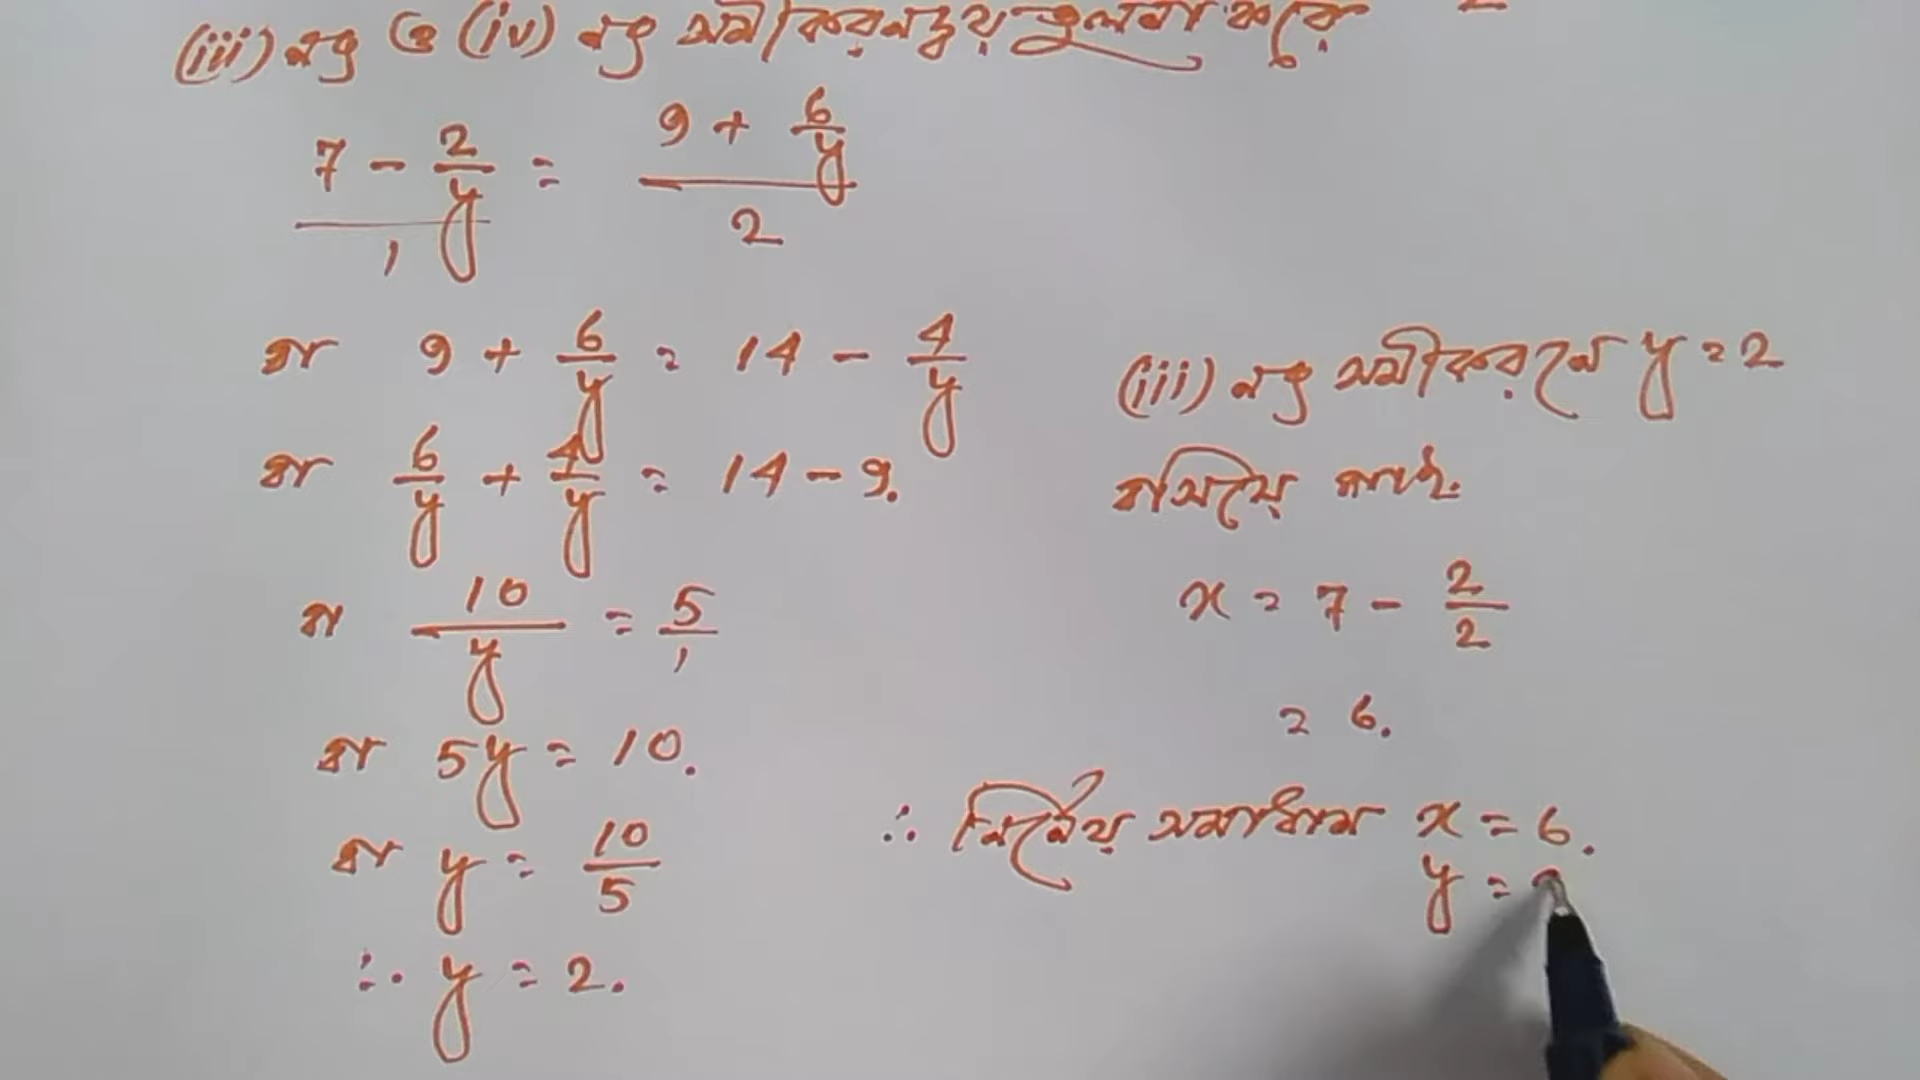 (iii) নং ও (iv) নং সমীকরনদ্বয় তুলনা করে
(7 - 2/y)/1 = (9 + 6/y)/2
বা 9 + 6/y = 14 - 4/y
বা 6/y + 4/y = 14 - 9.
বা 10/y = 5/1
বা 5y = 10.
বা y = 10/5
∴ y = 2.
(iii) নং সমীকরনে y = 2
বসিয়ে পাই.
x = 7 - 2/2
= 6.
∴ নির্নেয় সমাধান x = 6.
y =